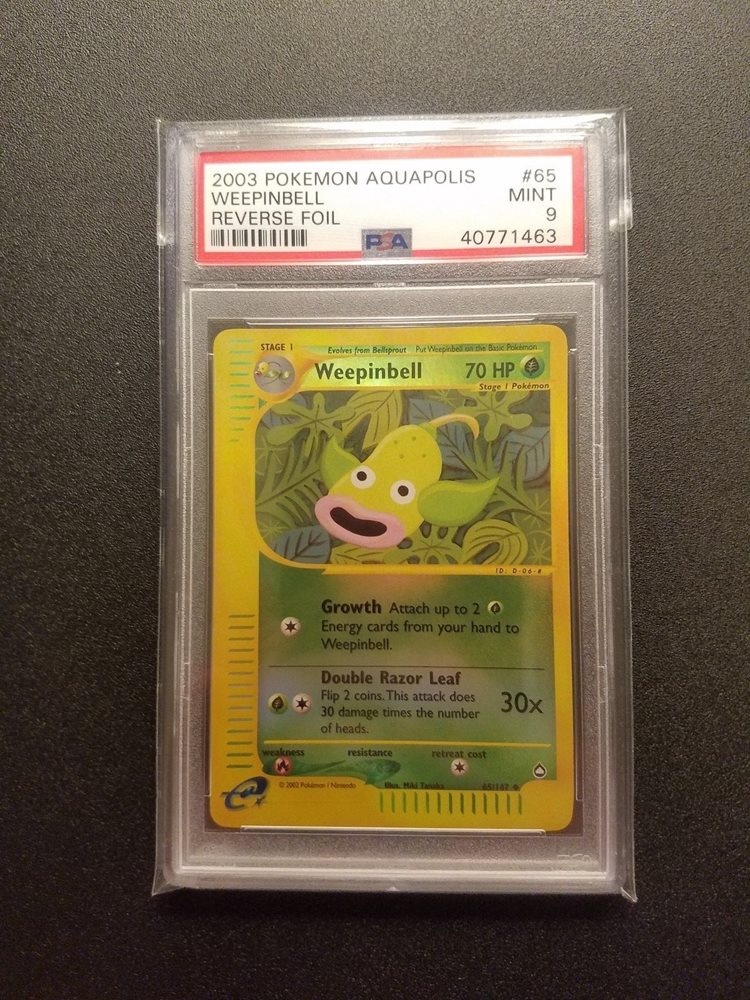 2003 POKEMON AQUAPOLIS #65
WEEPINBELL MINT
REVERSE FOIL 9
PSA 40771463
STAGE 1 Evolves from Bellsprout Put Weepinbell on the Basic Pokémon
Weepinbell 70 HP
Stage 1 Pokémon
ID: D-06-#
Growth Attach up to 2
Energy cards from your hand to
Weepinbell.
Double Razor Leaf
Flip 2 coins. This attack does
30 damage times the number
of heads.
30x
weakness resistance retreat cost
© 2002 Pokémon / Nintendo Illus. Miki Tanaka 65/147